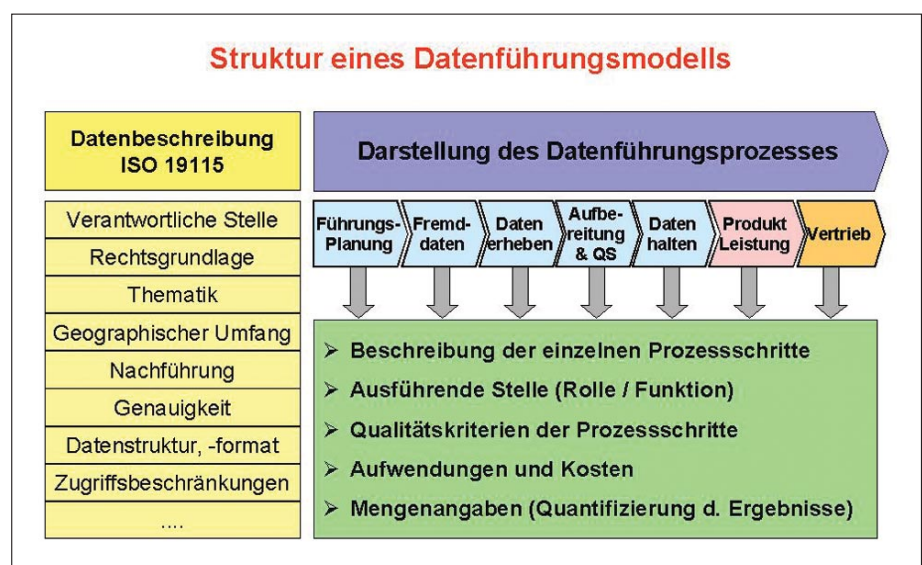 Struktur eines Datenführungsmodells
Datenbeschreibung
ISO 19115
Verantwortliche Stelle
Rechtsgrundlage
Thematik
Geographischer Umfang
Nachführung
Genauigkeit
Datenstruktur, -format
Zugriffsbeschränkungen
....
Darstellung des Datenführungsprozesses
Führungs-
Planung
Fremd-
daten
Daten
erheben
Aufbe-
reitung
& QS
Daten
halten
Produkt
Leistung
Vertrieb
➢ Beschreibung der einzelnen Prozessschritte
➢ Ausführende Stelle (Rolle / Funktion)
➢ Qualitätskriterien der Prozessschritte
➢ Aufwendungen und Kosten
➢ Mengenangaben (Quantifizierung d. Ergebnisse)